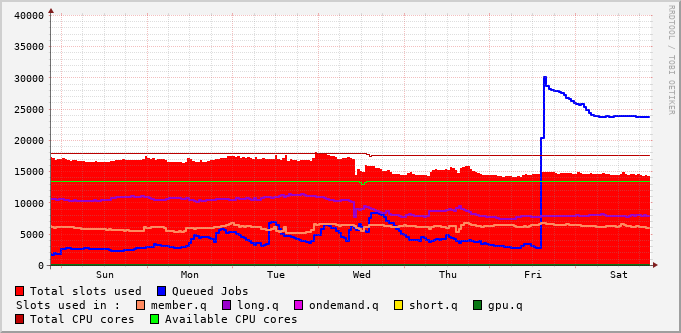 RRDTOOL / TOBI OETIKER
40000
35000
30000
25000
20000
15000
10000
5000
0
Sun Mon Tue Wed Thu Fri Sat
Total slots used Queued Jobs
Slots used in : member.q long.q ondemand.q short.q gpu.q
Total CPU cores Available CPU cores